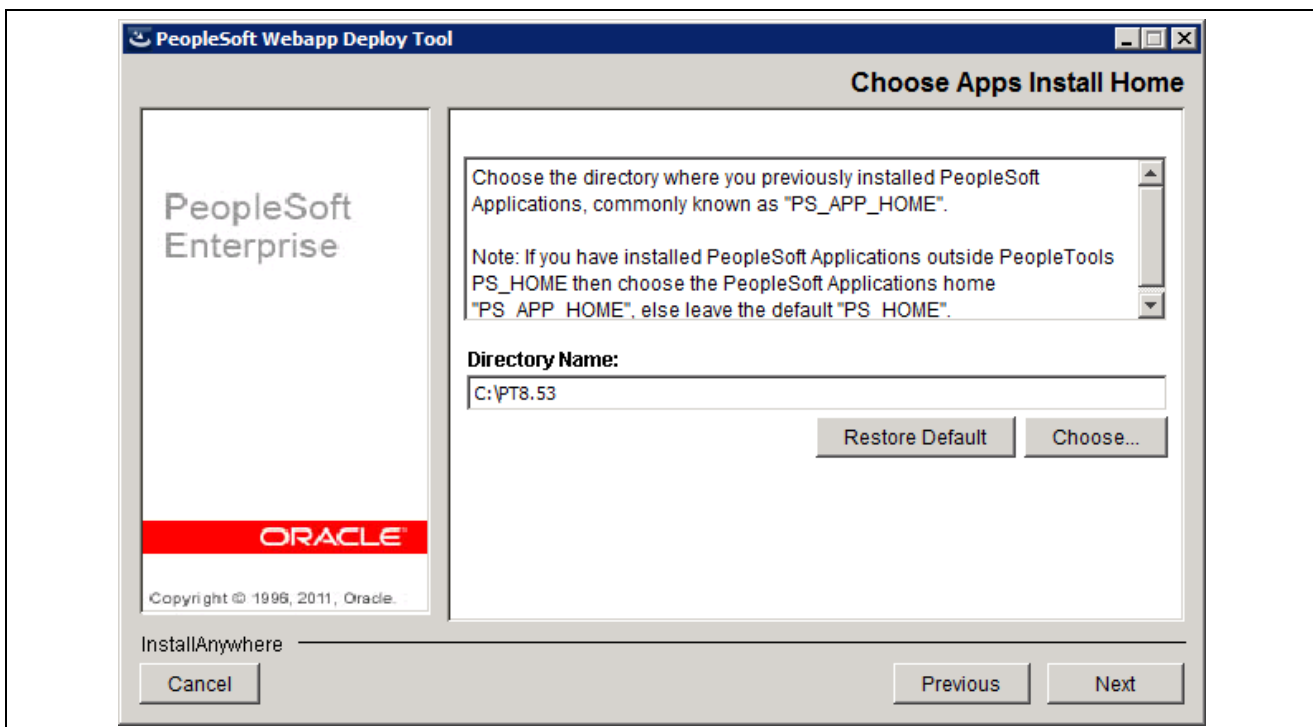 PeopleSoft Webapp Deploy Tool
Choose Apps Install Home
PeopleSoft
Enterprise
ORACLE
Copyright © 1996, 2011, Oracle.
Choose the directory where you previously installed PeopleSoft
Applications, commonly known as "PS_APP_HOME".
Note: If you have installed PeopleSoft Applications outside PeopleTools
PS_HOME then choose the PeopleSoft Applications home
"PS_APP_HOME", else leave the default "PS_HOME".
Directory Name:
C:\PT8.53
Restore Default
Choose...
InstallAnywhere
Cancel
Previous
Next